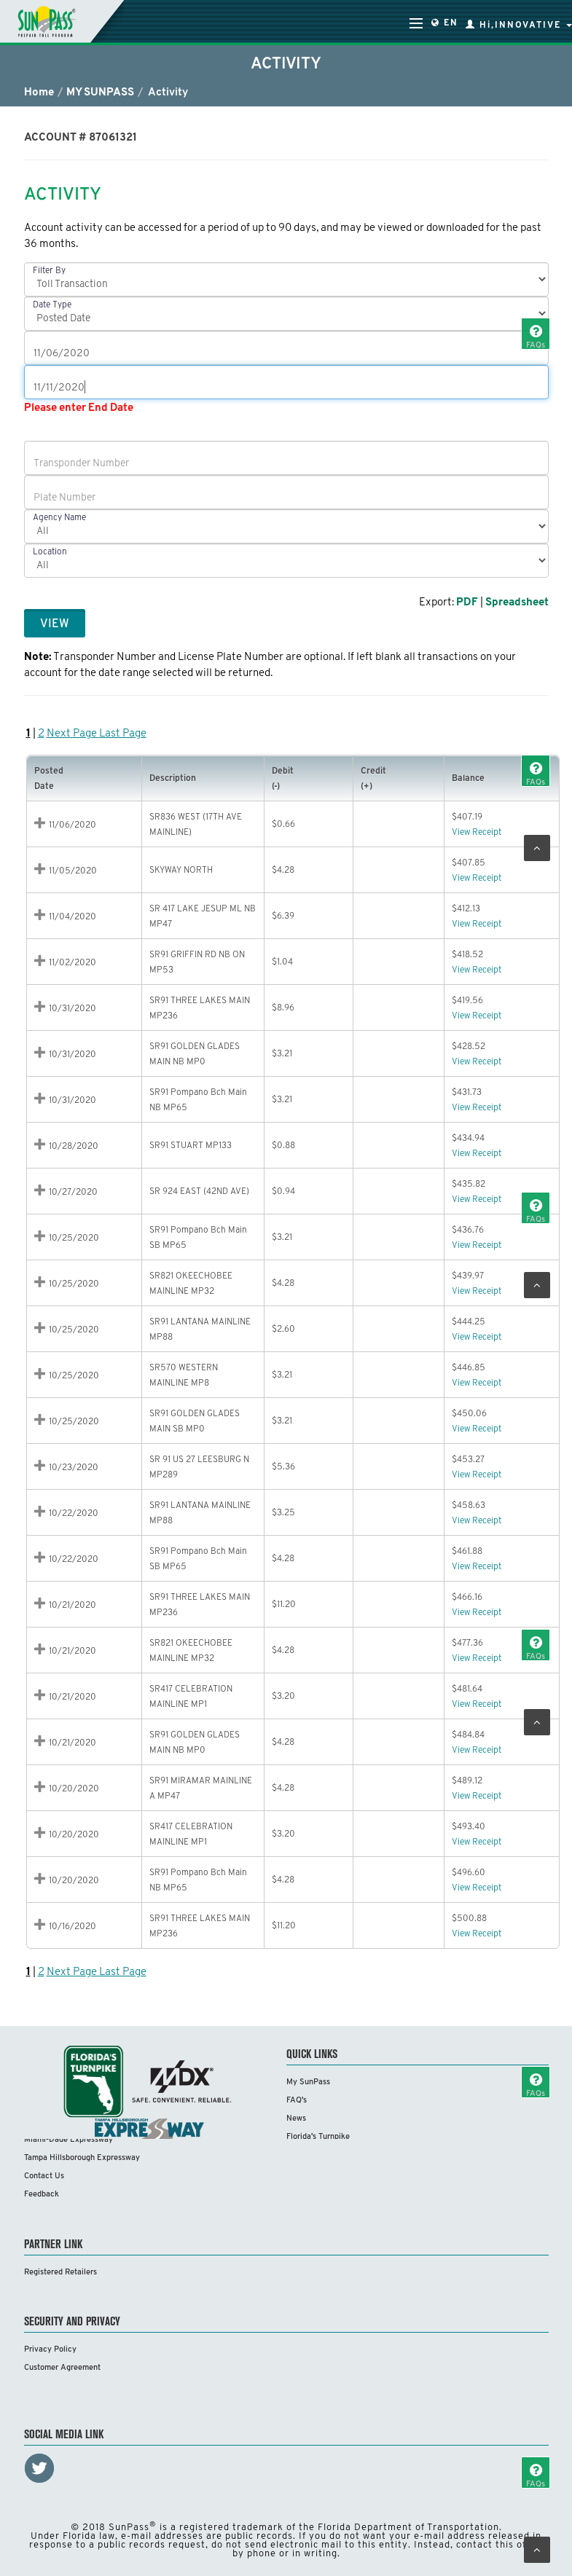 SUNPASS
PREPAID TOLL PROGRAM
EN
Hi,INNOVATIVE
ACTIVITY
Home / MY SUNPASS / Activity
ACCOUNT # 87061321
ACTIVITY
Account activity can be accessed for a period of up to 90 days, and may be viewed or downloaded for the past
36 months.
Filter By
Toll Transaction
Date Type
Posted Date
FAQs
11/06/2020
11/11/2020
Please enter End Date
Transponder Number
Plate Number
Agency Name
All
Location
All
Export: PDF | Spreadsheet
VIEW
Note: Transponder Number and License Plate Number are optional. If left blank all transactions on your
account for the date range selected will be returned.
1 | 2 Next Page Last Page
Posted Date Description Debit (-) Credit (+) Balance
FAQs
11/06/2020 SR836 WEST (17TH AVE MAINLINE) $0.66 $407.19 View Receipt
11/05/2020 SKYWAY NORTH $4.28 $407.85 View Receipt
11/04/2020 SR 417 LAKE JESUP ML NB MP47 $6.39 $412.13 View Receipt
11/02/2020 SR91 GRIFFIN RD NB ON MP53 $1.04 $418.52 View Receipt
10/31/2020 SR91 THREE LAKES MAIN MP236 $8.96 $419.56 View Receipt
10/31/2020 SR91 GOLDEN GLADES MAIN NB MP0 $3.21 $428.52 View Receipt
10/31/2020 SR91 Pompano Bch Main NB MP65 $3.21 $431.73 View Receipt
10/28/2020 SR91 STUART MP133 $0.88 $434.94 View Receipt
10/27/2020 SR 924 EAST (42ND AVE) $0.94 $435.82 View Receipt
FAQs
10/25/2020 SR91 Pompano Bch Main SB MP65 $3.21 $436.76 View Receipt
10/25/2020 SR821 OKEECHOBEE MAINLINE MP32 $4.28 $439.97 View Receipt
10/25/2020 SR91 LANTANA MAINLINE MP88 $2.60 $444.25 View Receipt
10/25/2020 SR570 WESTERN MAINLINE MP8 $3.21 $446.85 View Receipt
10/25/2020 SR91 GOLDEN GLADES MAIN SB MP0 $3.21 $450.06 View Receipt
10/23/2020 SR 91 US 27 LEESBURG N MP289 $5.36 $453.27 View Receipt
10/22/2020 SR91 LANTANA MAINLINE MP88 $3.25 $458.63 View Receipt
10/22/2020 SR91 Pompano Bch Main SB MP65 $4.28 $461.88 View Receipt
10/21/2020 SR91 THREE LAKES MAIN MP236 $11.20 $466.16 View Receipt
10/21/2020 SR821 OKEECHOBEE MAINLINE MP32 $4.28 $477.36 View Receipt
FAQs
10/21/2020 SR417 CELEBRATION MAINLINE MP1 $3.20 $481.64 View Receipt
10/21/2020 SR91 GOLDEN GLADES MAIN NB MP0 $4.28 $484.84 View Receipt
10/20/2020 SR91 MIRAMAR MAINLINE A MP47 $4.28 $489.12 View Receipt
10/20/2020 SR417 CELEBRATION MAINLINE MP1 $3.20 $493.40 View Receipt
10/20/2020 SR91 Pompano Bch Main NB MP65 $4.28 $496.60 View Receipt
10/16/2020 SR91 THREE LAKES MAIN MP236 $11.20 $500.88 View Receipt
1 | 2 Next Page Last Page
FLORIDA'S TURNPIKE
MDX
SAFE. CONVENIENT. RELIABLE.
TAMPA HILLSBOROUGH
EXPRESSWAY
QUICK LINKS
My SunPass
FAQ's
News
Florida's Turnpike
FAQs
Miami-Dade Expressway
Tampa Hillsborough Expressway
Contact Us
Feedback
PARTNER LINK
Registered Retailers
SECURITY AND PRIVACY
Privacy Policy
Customer Agreement
SOCIAL MEDIA LINK
FAQs
© 2018 SunPass® is a registered trademark of the Florida Department of Transportation.
Under Florida law, e-mail addresses are public records. If you do not want your e-mail address released in
response to a public records request, do not send electronic mail to this entity. Instead, contact this of
by phone or in writing.